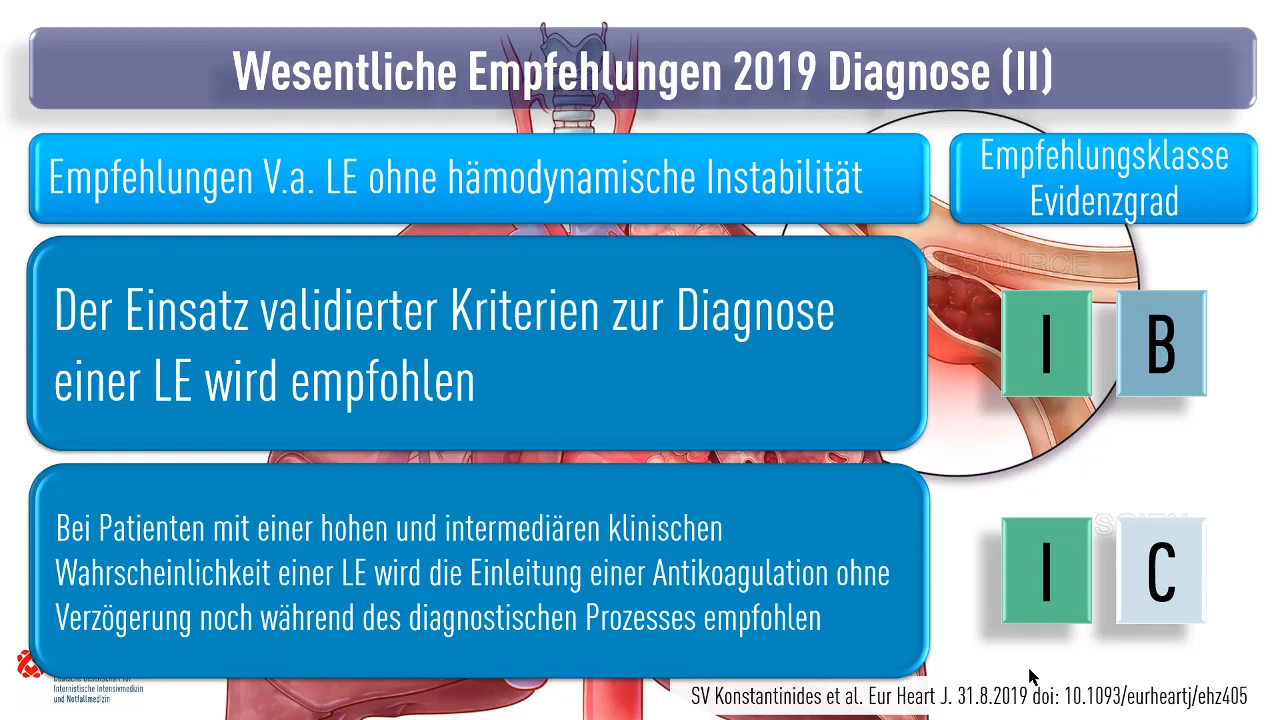 Wesentliche Empfehlungen 2019 Diagnose (II)
Empfehlungen V.a. LE ohne hämodynamische Instabilität
Empfehlungsklasse
Evidenzgrad
Der Einsatz validierter Kriterien zur Diagnose
einer LE wird empfohlen
I B
Bei Patienten mit einer hohen und intermediären klinischen
Wahrscheinlichkeit einer LE wird die Einleitung einer Antikoagulation ohne
Verzögerung noch während des diagnostischen Prozesses empfohlen
I C
Deutsche Gesellschaft für
Internistische Intensivmedizin
und Notfallmedizin
SV Konstantinides et al. Eur Heart J. 31.8.2019 doi: 10.1093/eurheartj/ehz405